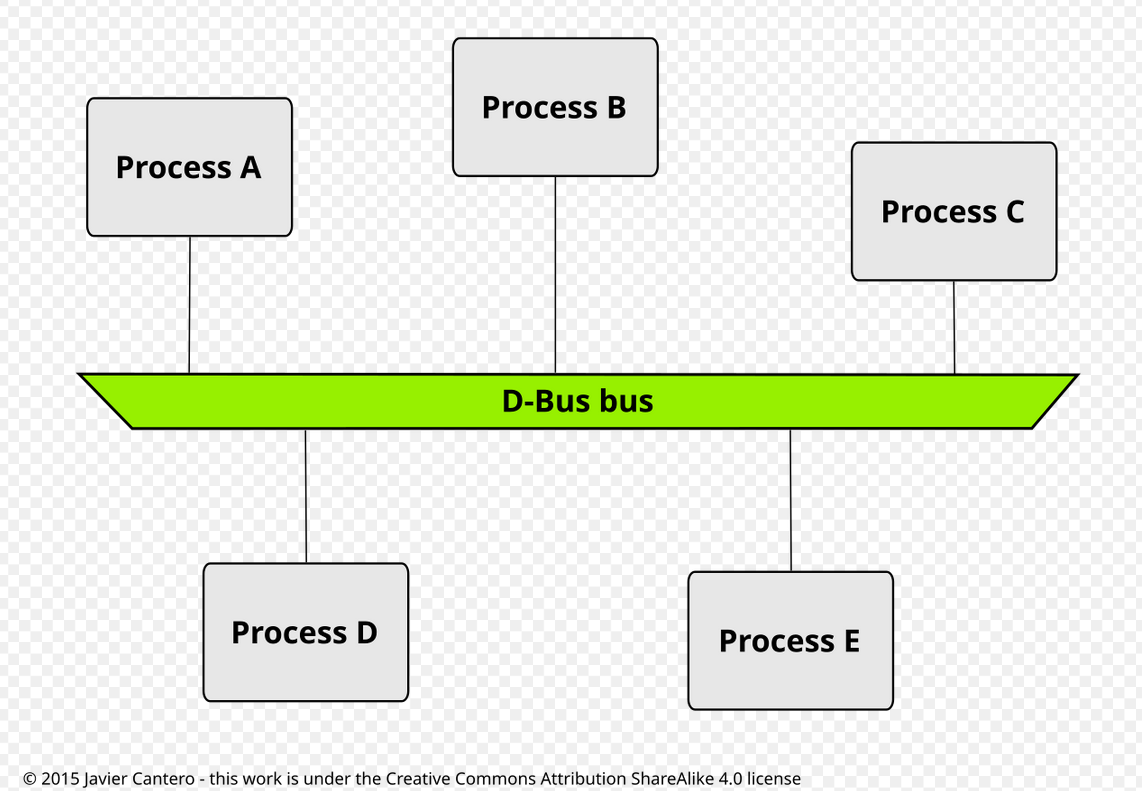 Process B
Process A
Process C
D-Bus bus
Process D
Process E
© 2015 Javier Cantero - this work is under the Creative Commons Attribution ShareAlike 4.0 license